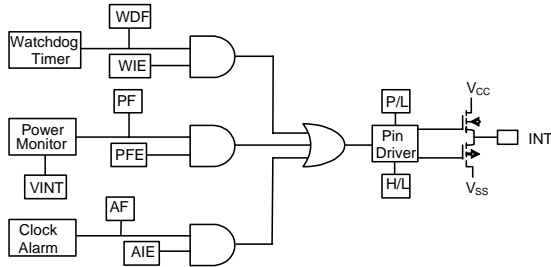 WDF
Watchdog
Timer
WIE
PF
Power
Monitor
PFE
VINT
AF
Clock
Alarm
AIE
P/L
Pin
Driver
H/L
VCC
INT
VSS